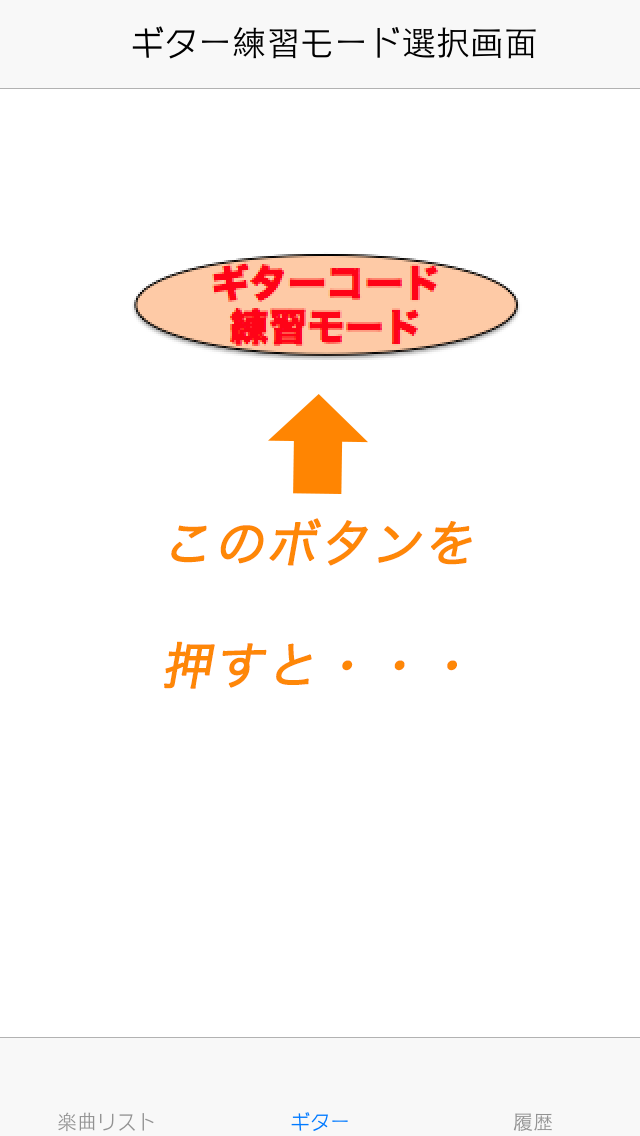 ギター練習モード選択画面
ギターコード
練習モード
このボタンを
押すと・・・
楽曲リスト
ギター
履歴